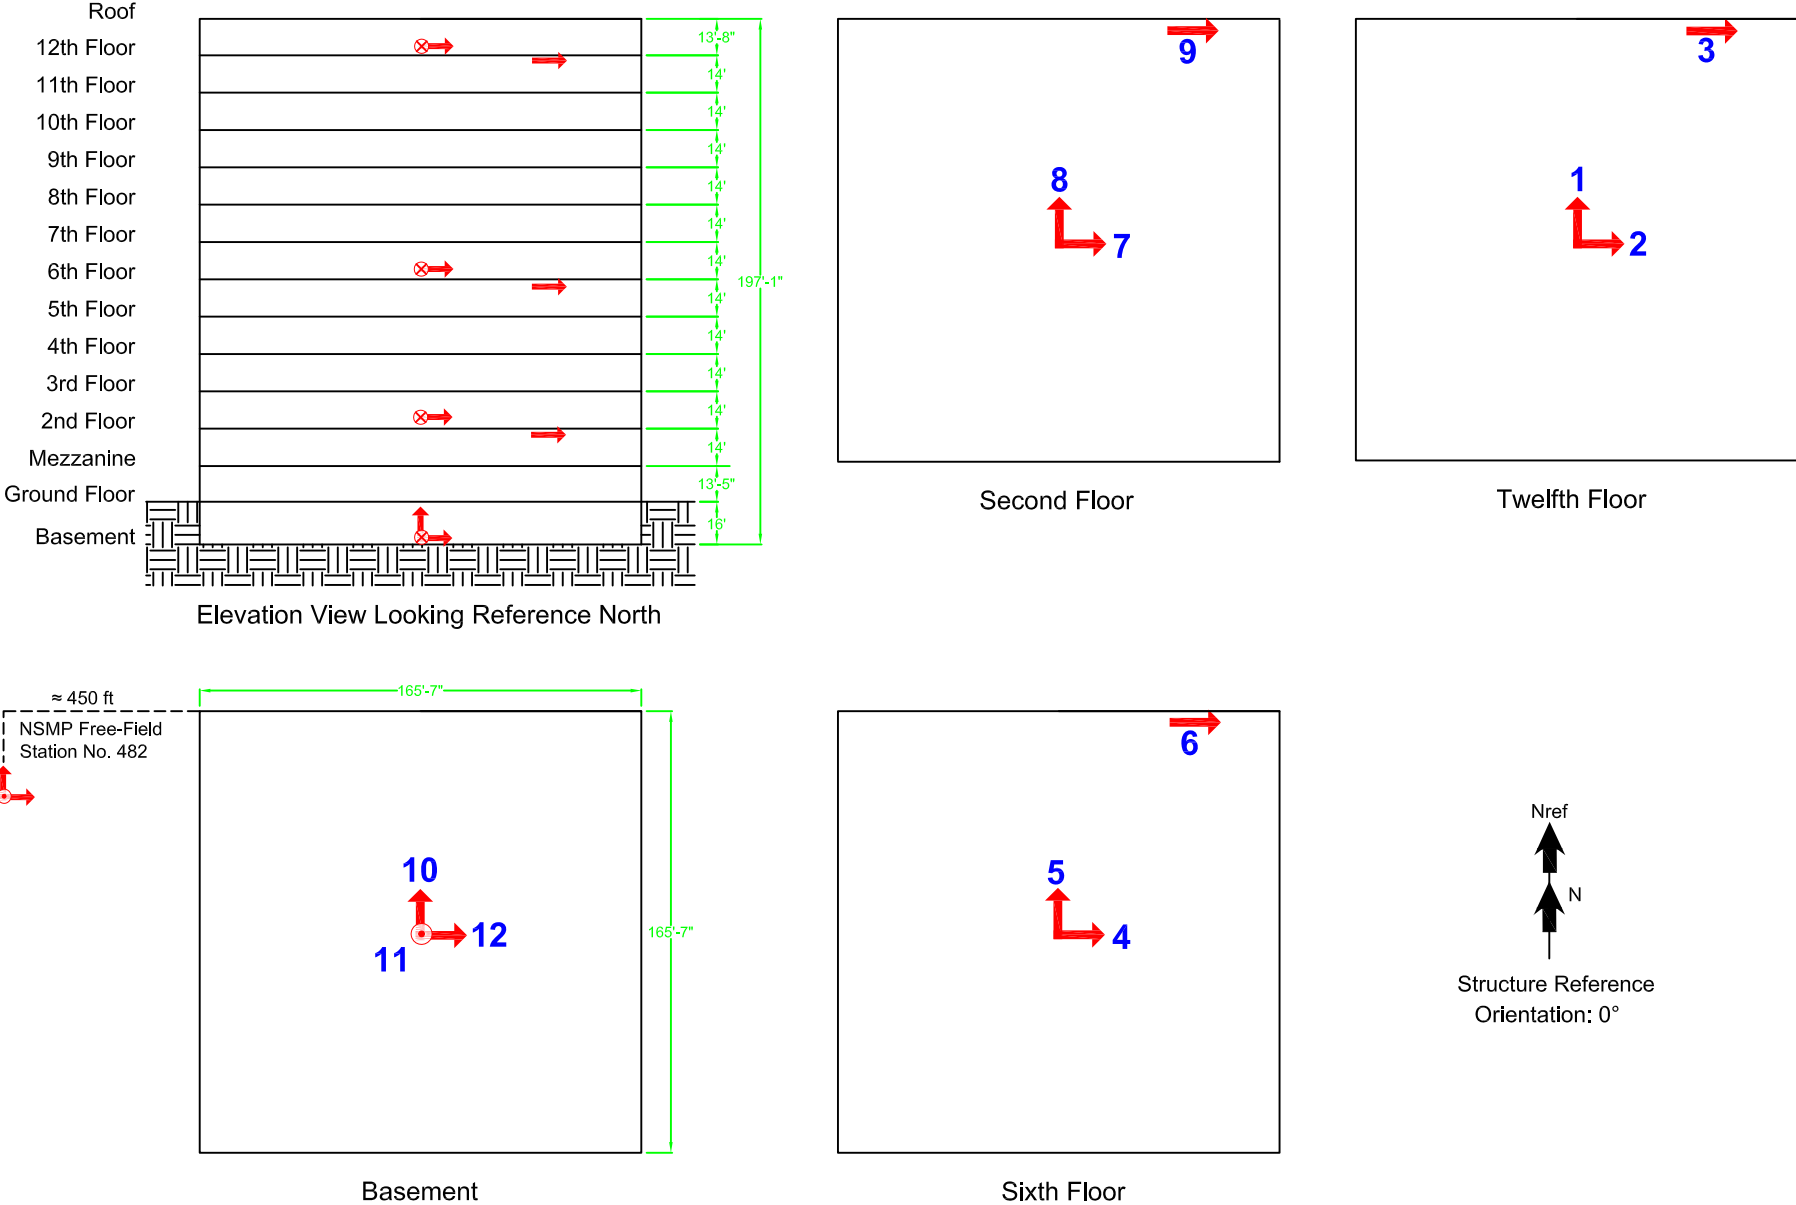 Roof
12th Floor
11th Floor
10th Floor
9th Floor
8th Floor
7th Floor
6th Floor
5th Floor
4th Floor
3rd Floor
2nd Floor
Mezzanine
Ground Floor
Basement
13'-8"
14'
14'
14'
14'
14'
14'
14'
14'
14'
14'
14'
13'-5"
16'
197'-1"
Elevation View Looking Reference North
9
8
7
Second Floor
3
1
2
Twelfth Floor
≈ 450 ft
NSMP Free-Field
Station No. 482
165'-7"
165'-7"
10
12
11
Basement
6
5
4
Sixth Floor
Nref
N
Structure Reference
Orientation: 0°